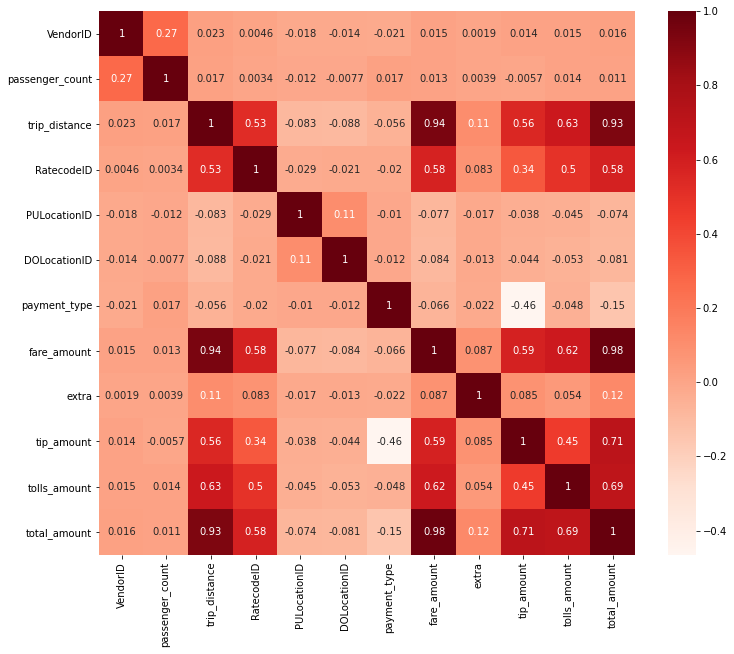 VendorID 1 0.27 0.023 0.0046 -0.018 -0.014 -0.021 0.015 0.0019 0.014 0.015 0.016
passenger_count 0.27 1 0.017 0.0034 -0.012 -0.0077 0.017 0.013 0.0039 -0.0057 0.014 0.011
trip_distance 0.023 0.017 1 0.53 -0.083 -0.088 -0.056 0.94 0.11 0.56 0.63 0.93
RatecodeID 0.0046 0.0034 0.53 1 -0.029 -0.021 -0.02 0.58 0.083 0.34 0.5 0.58
PULocationID -0.018 -0.012 -0.083 -0.029 1 0.11 -0.01 -0.077 -0.017 -0.038 -0.045 -0.074
DOLocationID -0.014 -0.0077 -0.088 -0.021 0.11 1 -0.012 -0.084 -0.013 -0.044 -0.053 -0.081
payment_type -0.021 0.017 -0.056 -0.02 -0.01 -0.012 1 -0.066 -0.022 -0.46 -0.048 -0.15
fare_amount 0.015 0.013 0.94 0.58 -0.077 -0.084 -0.066 1 0.087 0.59 0.62 0.98
extra 0.0019 0.0039 0.11 0.083 -0.017 -0.013 -0.022 0.087 1 0.085 0.054 0.12
tip_amount 0.014 -0.0057 0.56 0.34 -0.038 -0.044 -0.46 0.59 0.085 1 0.45 0.71
tolls_amount 0.015 0.014 0.63 0.5 -0.045 -0.053 -0.048 0.62 0.054 0.45 1 0.69
total_amount 0.016 0.011 0.93 0.58 -0.074 -0.081 -0.15 0.98 0.12 0.71 0.69 1
VendorID passenger_count trip_distance RatecodeID PULocationID DOLocationID payment_type fare_amount extra tip_amount tolls_amount total_amount
1.0
0.8
0.6
0.4
0.2
0.0
−0.2
−0.4